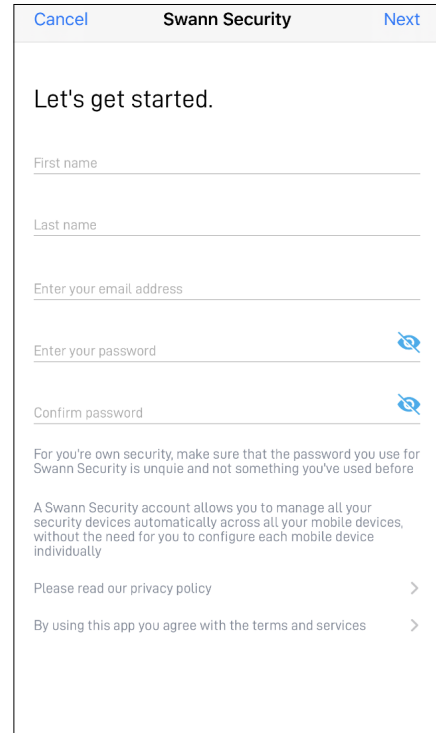 Cancel Swann Security Next
Let's get started.
First name
Last name
Enter your email address
Enter your password
Confirm password
For you're own security, make sure that the password you use for
Swann Security is unquie and not something you've used before
A Swann Security account allows you to manage all your
security devices automatically across all your mobile devices,
without the need for you to configure each mobile device
individually
Please read our privacy policy
By using this app you agree with the terms and services